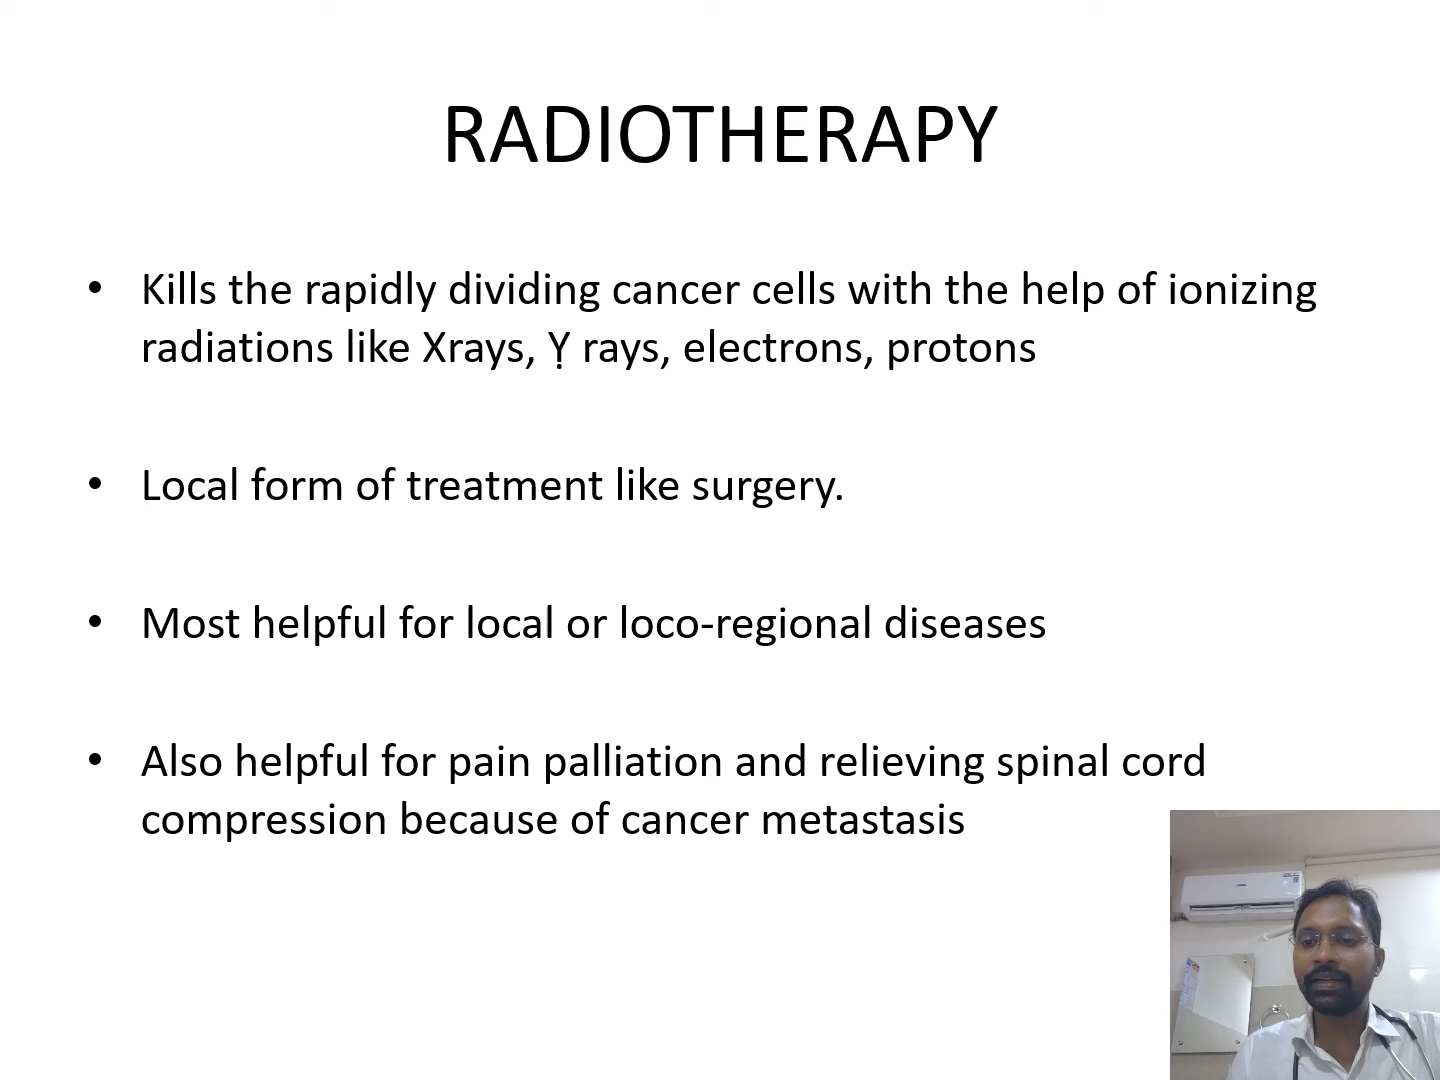 RADIOTHERAPY
• Kills the rapidly dividing cancer cells with the help of ionizing
radiations like Xrays, Ỵ rays, electrons, protons
• Local form of treatment like surgery.
• Most helpful for local or loco-regional diseases
• Also helpful for pain palliation and relieving spinal cord
compression because of cancer metastasis